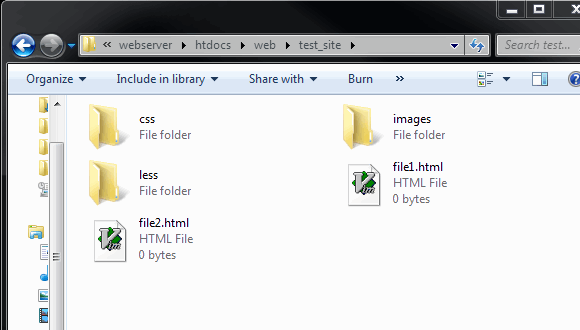 webserver htdocs web test_site Search test...
Organize Include in library Share with Burn
css
File folder
images
File folder
less
File folder
file1.html
HTML File
0 bytes
file2.html
HTML File
0 bytes